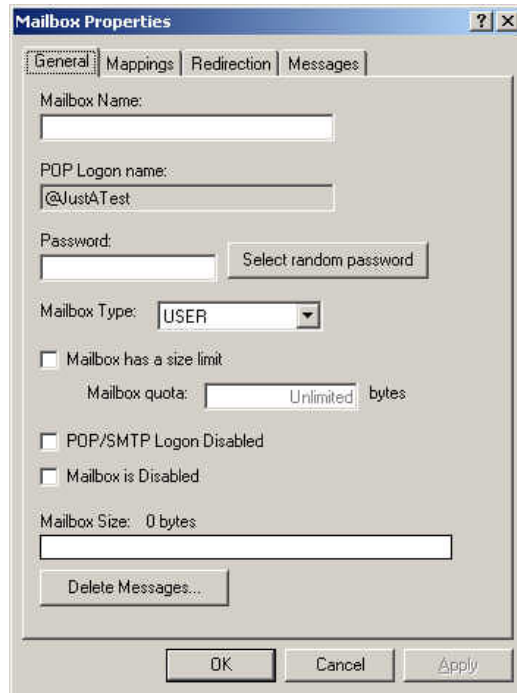 Mailbox Properties
General Mappings Redirection Messages
Mailbox Name:
POP Logon name:
@JustATest
Password:
Select random password
Mailbox Type: USER
Mailbox has a size limit
Mailbox quota: Unlimited bytes
POP/SMTP Logon Disabled
Mailbox is Disabled
Mailbox Size: 0 bytes
Delete Messages...
OK Cancel Apply